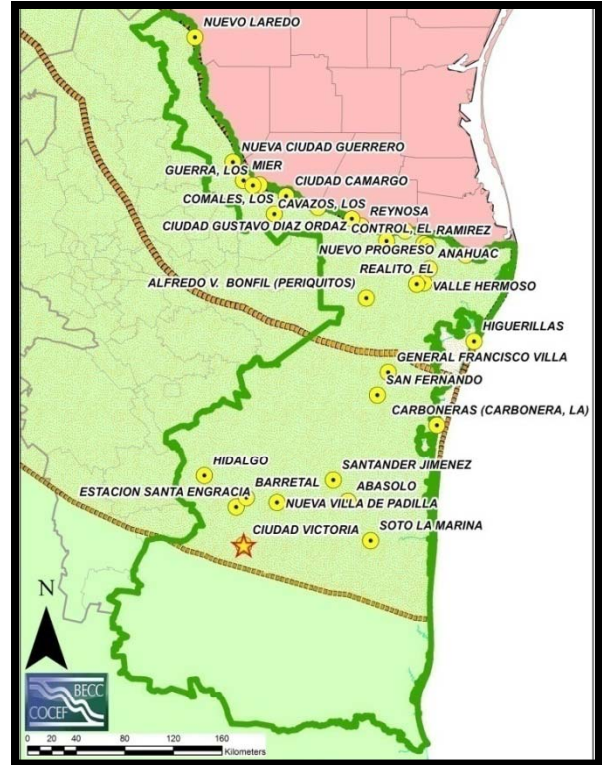 NUEVO LAREDO
NUEVA CIUDAD GUERRERO
GUERRA, LOS
MIER
CIUDAD CAMARGO
COMALES, LOS
CAVAZOS, LOS
REYNOSA
CIUDAD GUSTAVO DIAZ ORDAZ
CONTROL, EL
RAMIREZ
NUEVO PROGRESO
ANAHUAC
REALITO, EL
ALFREDO V. BONFIL (PERIQUITOS)
VALLE HERMOSO
HIGUERILLAS
GENERAL FRANCISCO VILLA
SAN FERNANDO
CARBONERAS (CARBONERA, LA)
HIDALGO
SANTANDER JIMENEZ
BARRETAL
ABASOLO
ESTACION SANTA ENGRACIA
NUEVA VILLA DE PADILLA
CIUDAD VICTORIA
SOTO LA MARINA
N
BECC
COCEF
0 20 40 80 120 160
Kilometers